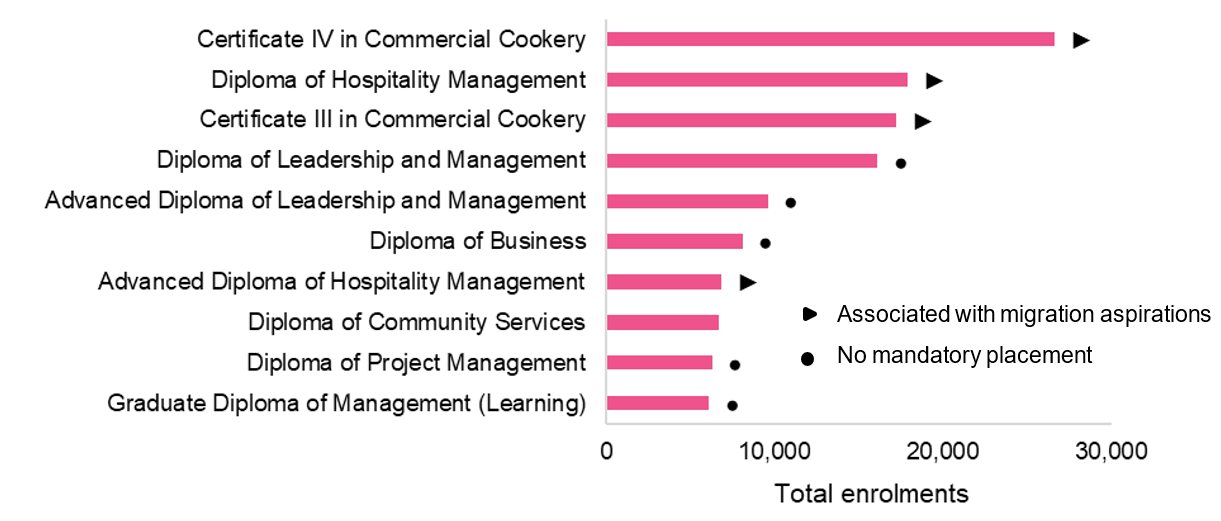 Certificate IV in Commercial Cookery
Diploma of Hospitality Management
Certificate III in Commercial Cookery
Diploma of Leadership and Management
Advanced Diploma of Leadership and Management
Diploma of Business
Advanced Diploma of Hospitality Management
Diploma of Community Services
Diploma of Project Management
Graduate Diploma of Management (Learning)
Associated with migration aspirations
No mandatory placement
0 10,000 20,000 30,000
Total enrolments